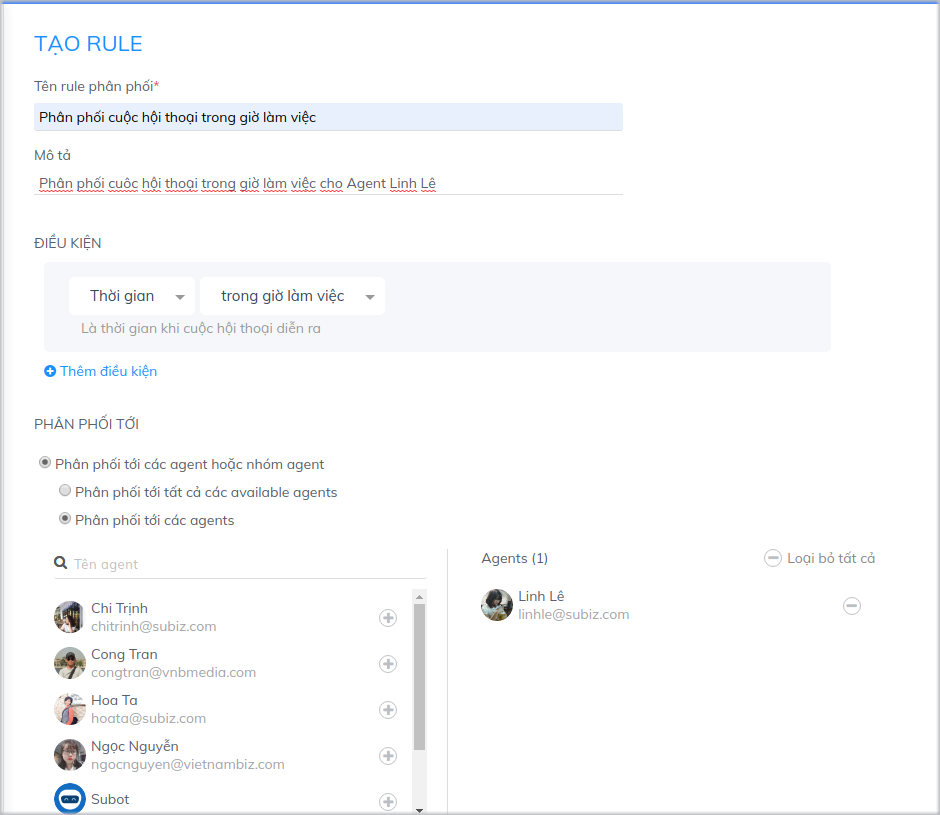 TẠO RULE
Tên rule phân phối*
Phân phối cuộc hội thoại trong giờ làm việc
Mô tả
Phân phối cuôc hội thoại trong giờ làm việc cho Agent Linh Lê
ĐIỀU KIỆN
Thời gian trong giờ làm việc
Là thời gian khi cuộc hội thoại diễn ra
Thêm điều kiện
PHÂN PHỐI TỚI
Phân phối tới các agent hoặc nhóm agent
Phân phối tới tất cả các available agents
Phân phối tới các agents
Tên agent
Chi Trịnh
chitrinh@subiz.com
Cong Tran
congtran@vnbmedia.com
Hoa Ta
hoata@subiz.com
Ngọc Nguyễn
ngocnguyen@vietnambiz.com
Subot
Agents (1) Loại bỏ tất cả
Linh Lê
linhle@subiz.com